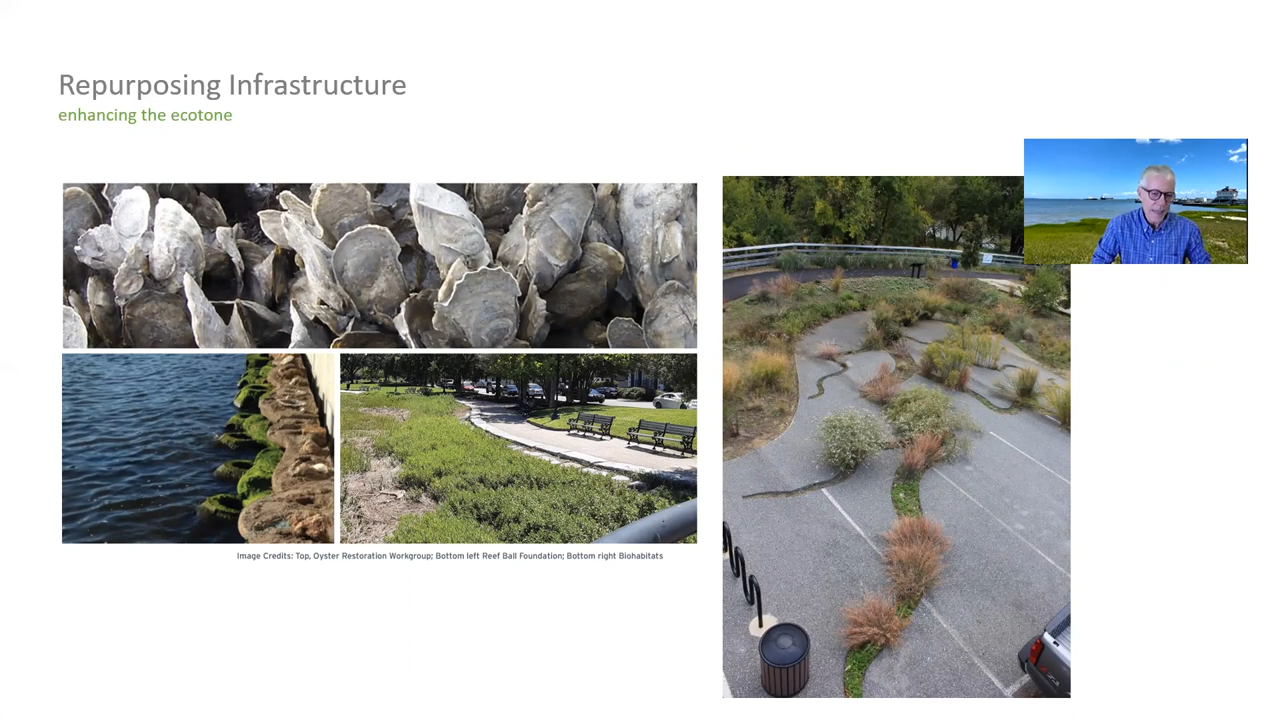 Repurposing Infrastructure
enhancing the ecotone
Image Credits: Top, Oyster Restoration Workgroup; Bottom left Reef Ball Foundation; Bottom right Biohabitats